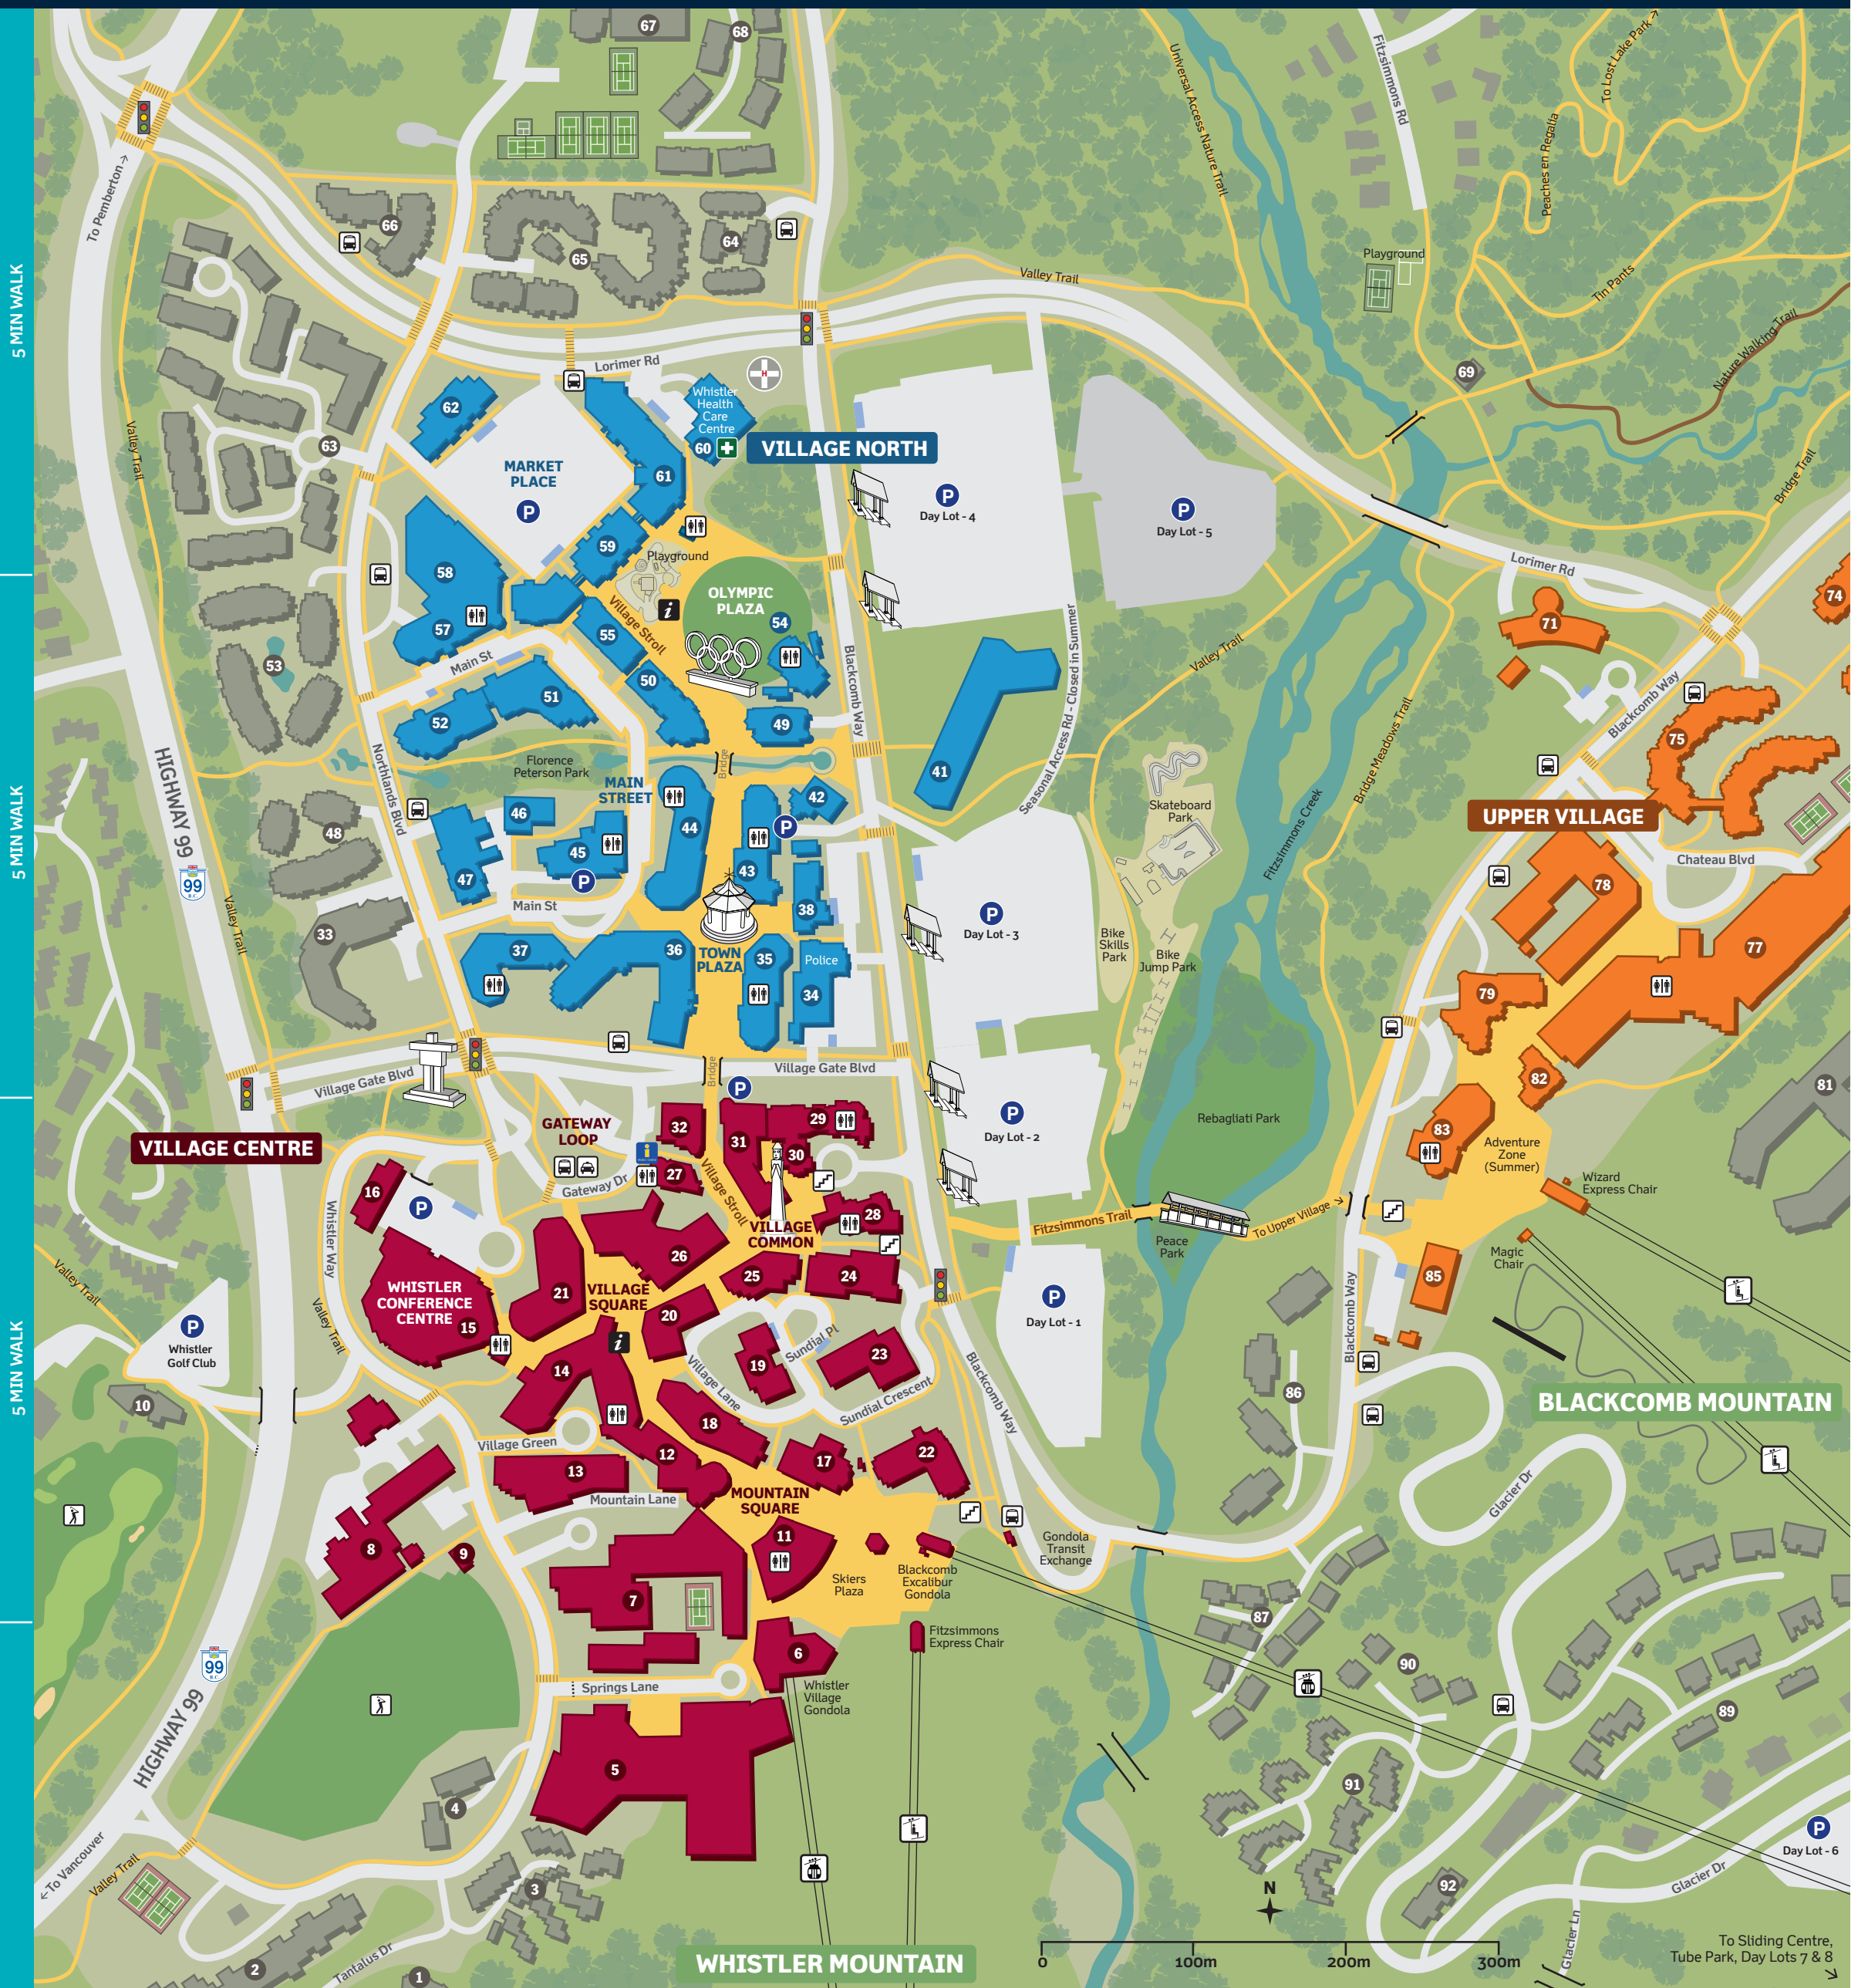 5 MIN WALK
5 MIN WALK
5 MIN WALK
67
68
Universal Access Nature Trail
Fitzsimmons Rd
To Lost Lake Park
Peaches en Regalia
To Pemberton
66
65
64
Playground
Valley Trail
Tin Pants
Nature Walking Trail
69
Lorimer Rd
H
62
Whistler
Health
Care
Centre
60
VILLAGE NORTH
63
Valley Trail
MARKET
PLACE
P
61
P
Day Lot - 4
P
Day Lot - 5
Bridge Trail
59
Playground
58
OLYMPIC
PLAZA
54
Lorimer Rd
74
57
55
Village Stroll
i
71
Main St
53
50
Blackcomb Way
Seasonal Access Rd - Closed in Summer
Valley Trail
Blackcomb Way
52
51
49
75
HIGHWAY 99
Northlands Blvd
Florence
Peterson Park
Bridge
41
Bridge Meadows Trail
MAIN
STREET
42
Skateboard
Park
Fitzsimmons Creek
UPPER VILLAGE
46
44
P
48
45
43
Chateau Blvd
47
P
78
99
B.C.
Main St
38
P
Day Lot - 3
Valley Trail
33
37
36
TOWN
PLAZA
35
Police
Bike
Skills
Park
Bike
Jump Park
77
34
79
Village Gate Blvd
Bridge
Village Gate Blvd
P
82
81
VILLAGE CENTRE
GATEWAY
LOOP
32
31
29
P
Day Lot - 2
Rebagliati Park
83
Adventure
Zone
(Summer)
i
27
30
16
P
Gateway Dr
Village Stroll
28
Wizard
Express Chair
Whistler Way
VILLAGE
COMMON
Fitzsimmons Trail
To Upper Village
Peace
Park
Magic
Chair
Valley Trail
26
25
24
85
WHISTLER
CONFERENCE
CENTRE
15
21
VILLAGE
SQUARE
20
P
Day Lot - 1
P
Whistler
Golf Club
Valley Trail
i
Sundial Pl
19
23
Blackcomb Way
14
Village Lane
Sundial Crescent
Blackcomb Way
86
BLACKCOMB MOUNTAIN
10
18
Village Green
12
17
22
13
Mountain Lane
MOUNTAIN
SQUARE
Glacier Dr
8
9
11
Gondola
Transit
Exchange
Skiers
Plaza
Blackcomb
Excalibur
Gondola
7
87
Fitzsimmons
Express Chair
6
99
B.C.
90
Springs Lane
Whistler
Village
Gondola
89
HIGHWAY 99
5
91
4
P
Day Lot - 6
To Vancouver
Valley Trail
3
92
Glacier Dr
N
2
Tantalus Dr
1
WHISTLER MOUNTAIN
0
100m
200m
300m
Glacier Ln
To Sliding Centre,
Tube Park, Day Lots 7 & 8